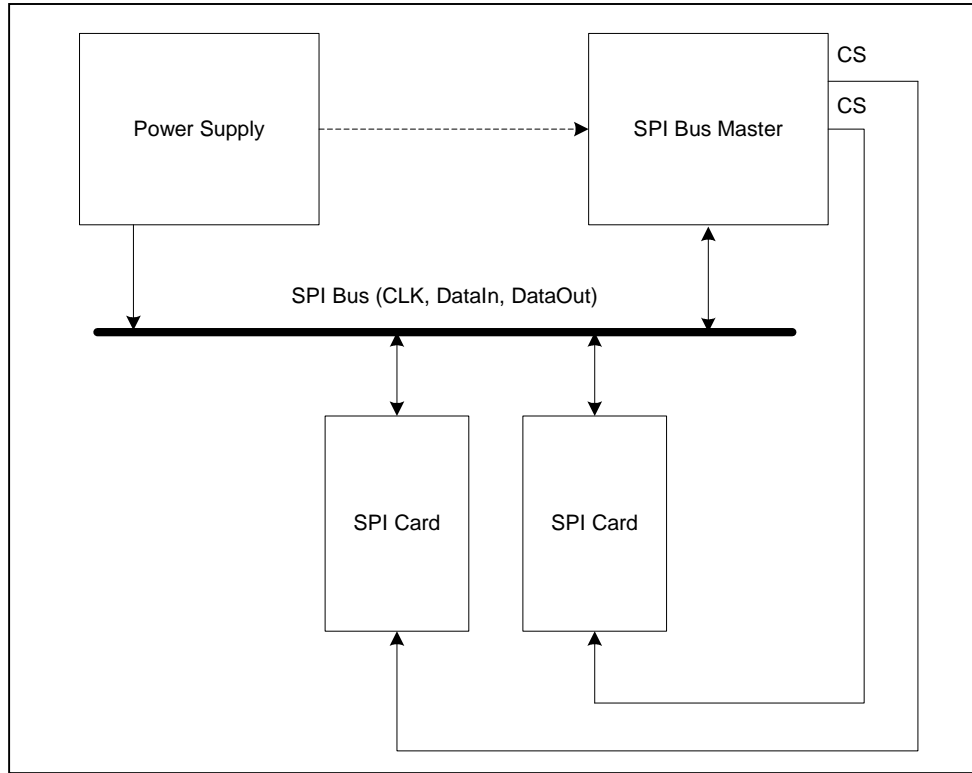 Power Supply
SPI Bus Master
CS
CS
SPI Bus (CLK, DataIn, DataOut)
SPI Card
SPI Card